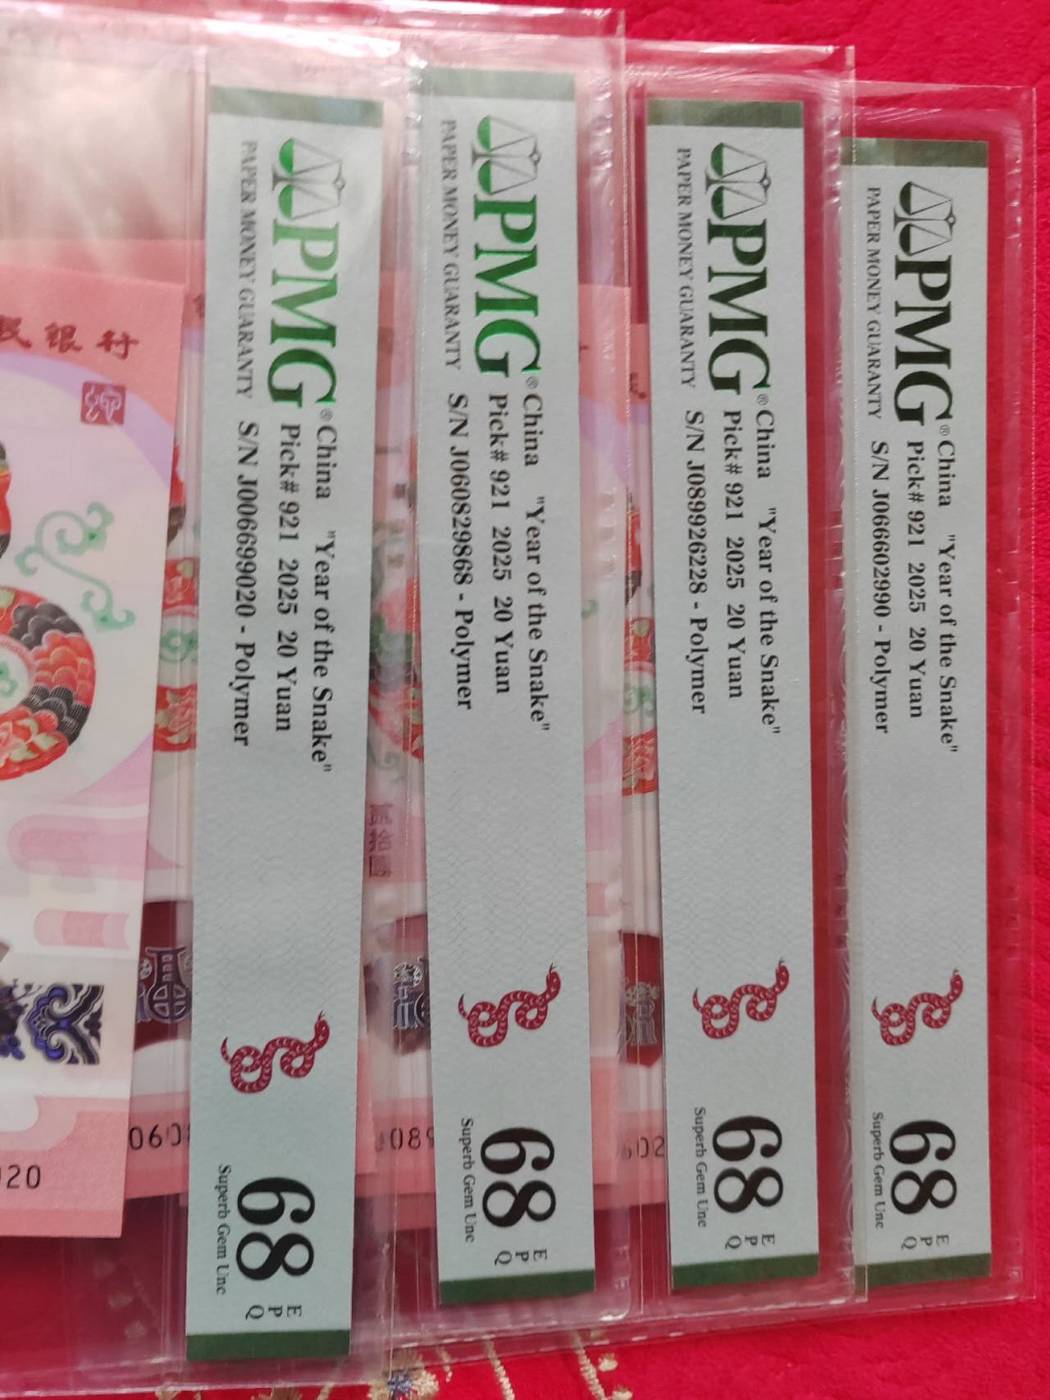 民银行
20
PMG®
PAPER MONEY GUARANTY
China "Year of the Snake"
Pick# 921 2025 20 Yuan
S/N J006699020 - Polymer
68 EPQ
Superb Gem Unc
060
PMG®
PAPER MONEY GUARANTY
China "Year of the Snake"
Pick# 921 2025 20 Yuan
S/N J060829868 - Polymer
68 EPQ
Superb Gem Unc
089
PMG®
PAPER MONEY GUARANTY
China "Year of the Snake"
Pick# 921 2025 20 Yuan
S/N J089926228 - Polymer
68 EPQ
Superb Gem Unc
602
PMG®
PAPER MONEY GUARANTY
China "Year of the Snake"
Pick# 921 2025 20 Yuan
S/N J066602990 - Polymer
68 EPQ
Superb Gem Unc